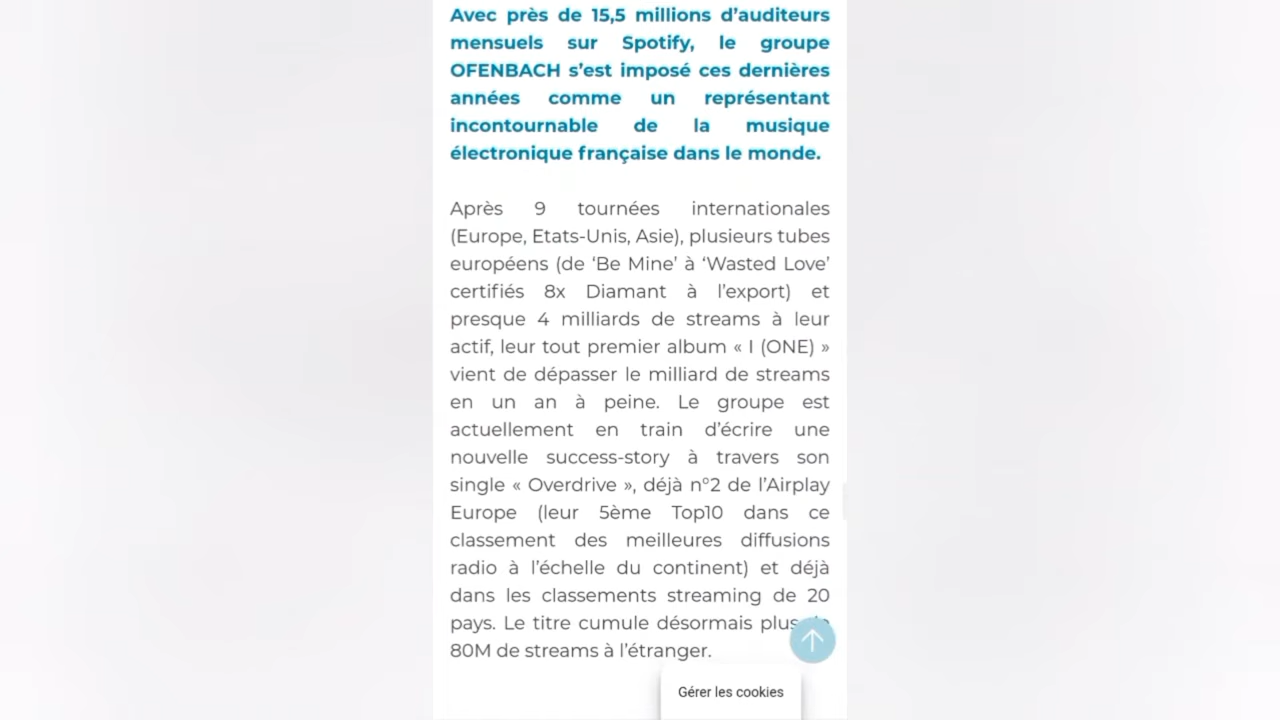 Avec près de 15,5 millions d’auditeurs
mensuels sur Spotify, le groupe
OFENBACH s’est imposé ces dernières
années comme un représentant
incontournable de la musique
électronique française dans le monde.
Après 9 tournées internationales
(Europe, Etats-Unis, Asie), plusieurs tubes
européens (de ‘Be Mine’ à ‘Wasted Love’
certifiés 8x Diamant à l’export) et
presque 4 milliards de streams à leur
actif, leur tout premier album « I (ONE) »
vient de dépasser le milliard de streams
en un an à peine. Le groupe est
actuellement en train d’écrire une
nouvelle success-story à travers son
single « Overdrive », déjà n°2 de l’Airplay
Europe (leur 5ème Top10 dans ce
classement des meilleures diffusions
radio à l’échelle du continent) et déjà
dans les classements streaming de 20
pays. Le titre cumule désormais plus
80M de streams à l’étranger.
Gérer les cookies